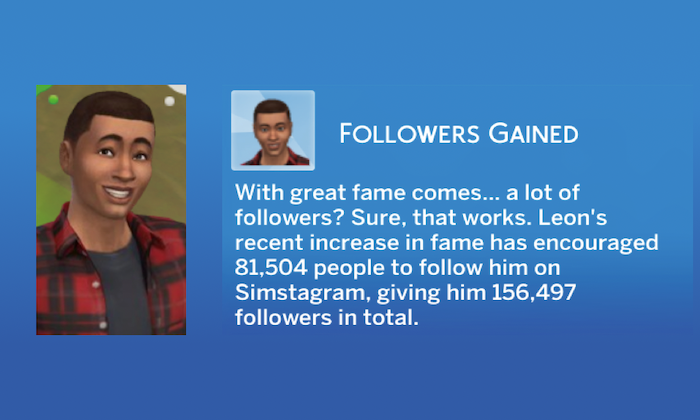 Followers Gained
With great fame comes... a lot of
followers? Sure, that works. Leon's
recent increase in fame has encouraged
81,504 people to follow him on
Simstagram, giving him 156,497
followers in total.